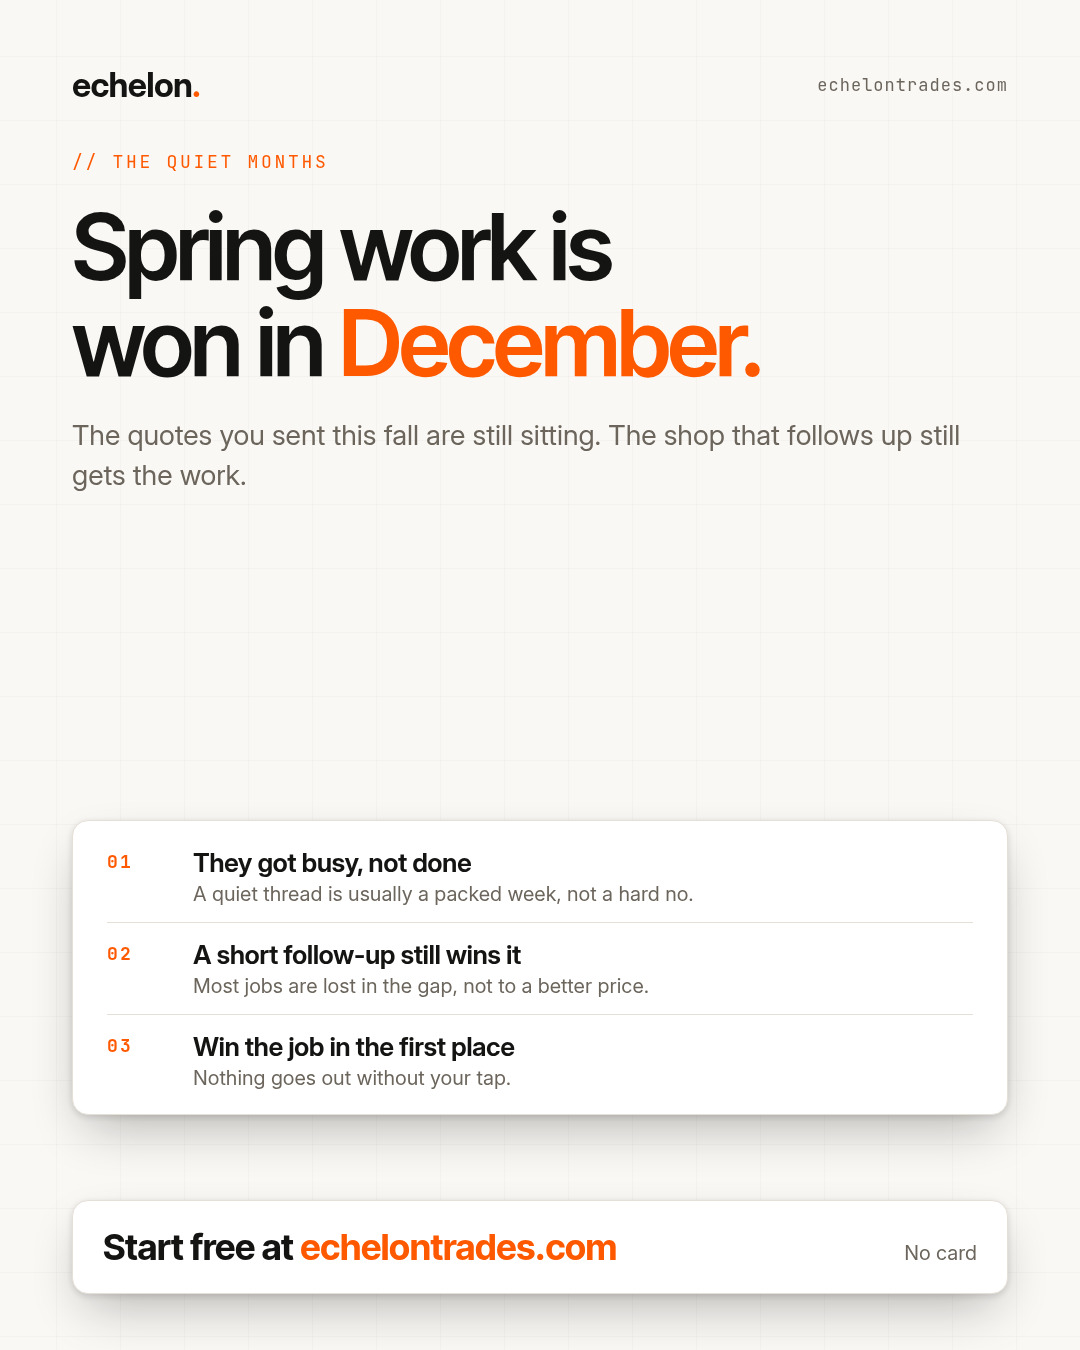 echelon.
echelontrades.com
// THE QUIET MONTHS
Spring work is
won in December.
The quotes you sent this fall are still sitting. The shop that follows up still
gets the work.
01
They got busy, not done
A quiet thread is usually a packed week, not a hard no.
02
A short follow-up still wins it
Most jobs are lost in the gap, not to a better price.
03
Win the job in the first place
Nothing goes out without your tap.
Start free at echelontrades.com
No card